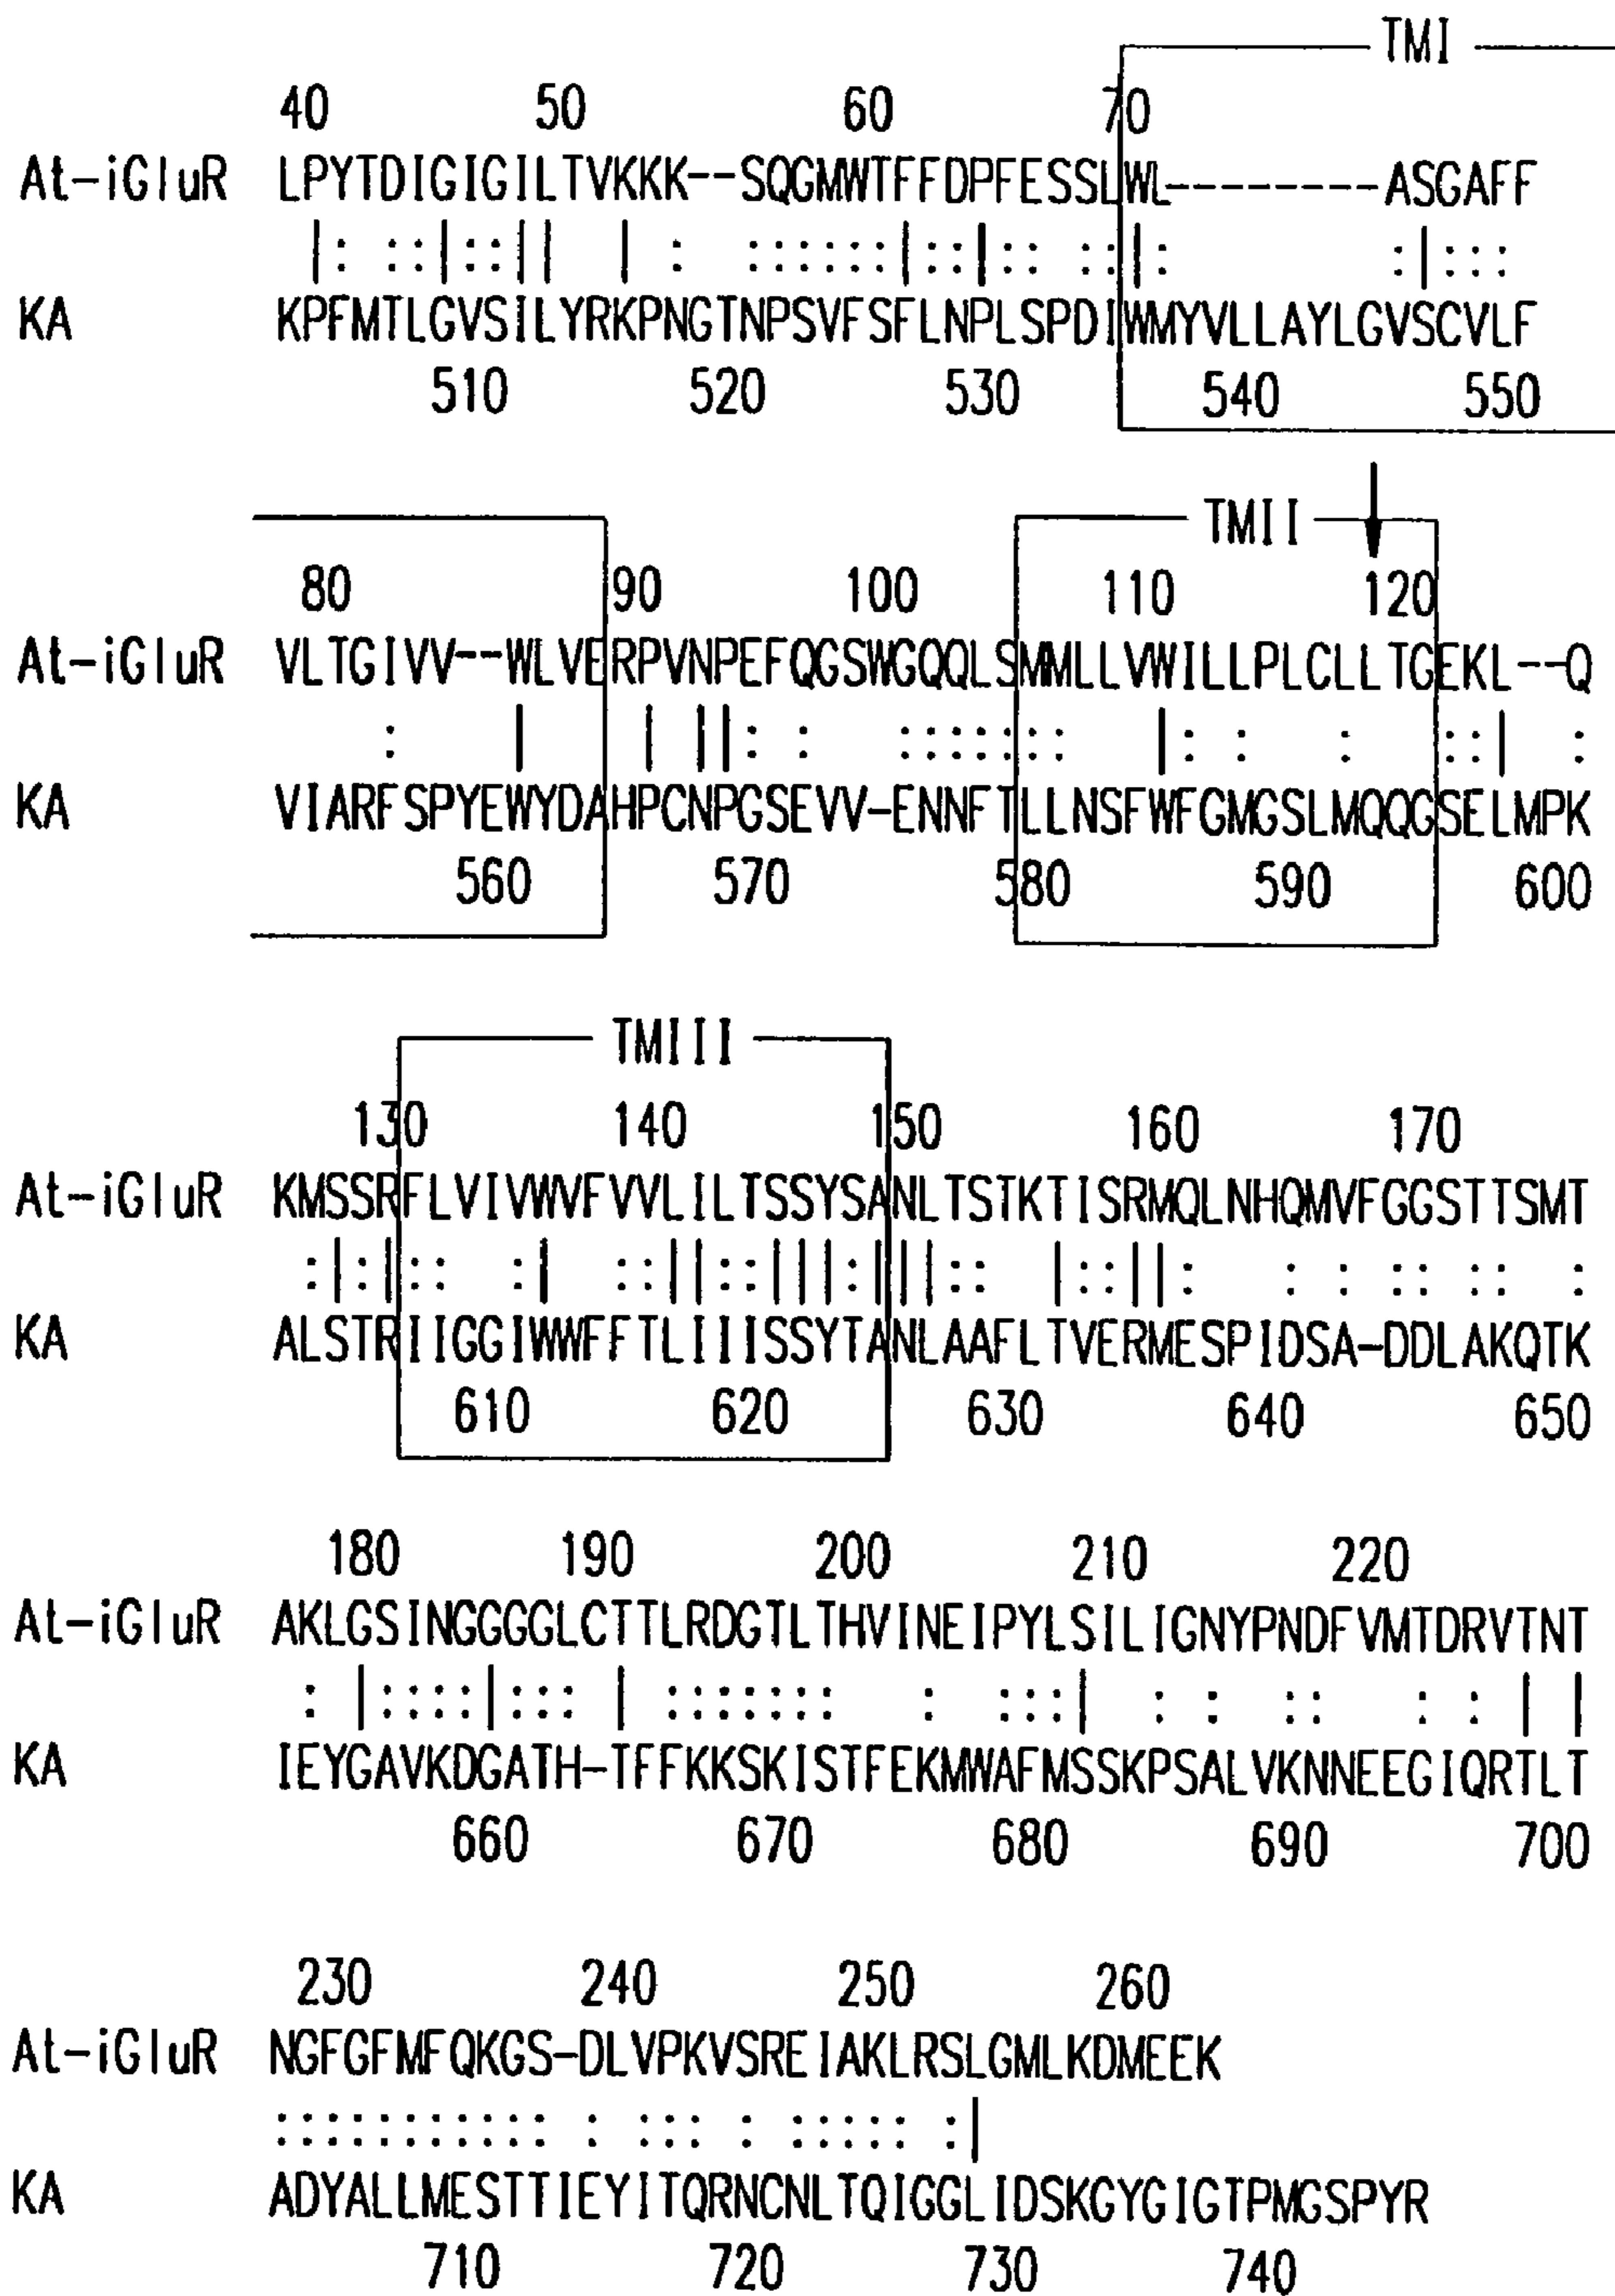 TMI
40 50 60 70
At-iGluR LPYTDIGIGILTVKKK--SQGMWTFFDPFESSLWL--------ASGAFF
|: ::|::|| | : ::::::|::|:: ::|: :|:::
KA KPFMTLGVSILYRKPNGTNPSVFSFLNPLSPDIWMYVLLAYLGVSCVLF
510 520 530 540 550
TMII
80 90 100 110 120
At-iGluR VLTGIVV--WLVERPVNPEFQGSWGQQLSMMLLVWILLPLCLLTGEKL--Q
: | | ||: : ::::::: |: : : ::| :
KA VIARFSPYEWYDAHPCNPGSEVV-ENNFTLLNSFWFGMGSLMQQGSELMPK
560 570 580 590 600
TMIII
130 140 150 160 170
At-iGluR KMSSRFLVIVWVFVVLILTSSYSANLTSTKTISRMQLNHQMVFGGSTTSMT
:|:|:: :| ::||::|||:|||:: |::||: : : :: :: :
KA ALSTRIIGGIWWFFTLIIISSYTANLAAFLTVERMESPIDSA-DDLAKQTK
610 620 630 640 650
180 190 200 210 220
At-iGluR AKLGSINGGGGLCTTLRDGTLTHVINEIPYLSILIGNYPNDFVMTDRVTNT
: |::::|::: | ::::::: : :::| : : :: : : | |
KA IEYGAVKDGATH-TFFKKSKISTFEKMWAFMSSKPSALVKNNEEGIQRTLT
660 670 680 690 700
230 240 250 260
At-iGluR NGFGFMFQKGS-DLVPKVSREIAKLRSLGMLKDMEEK
::::::::::: : ::: : ::::: :|
KA ADYALLMESTTIEYITQRNCNLTQIGGLIDSKGYGIGTPMGSPYR
710 720 730 740